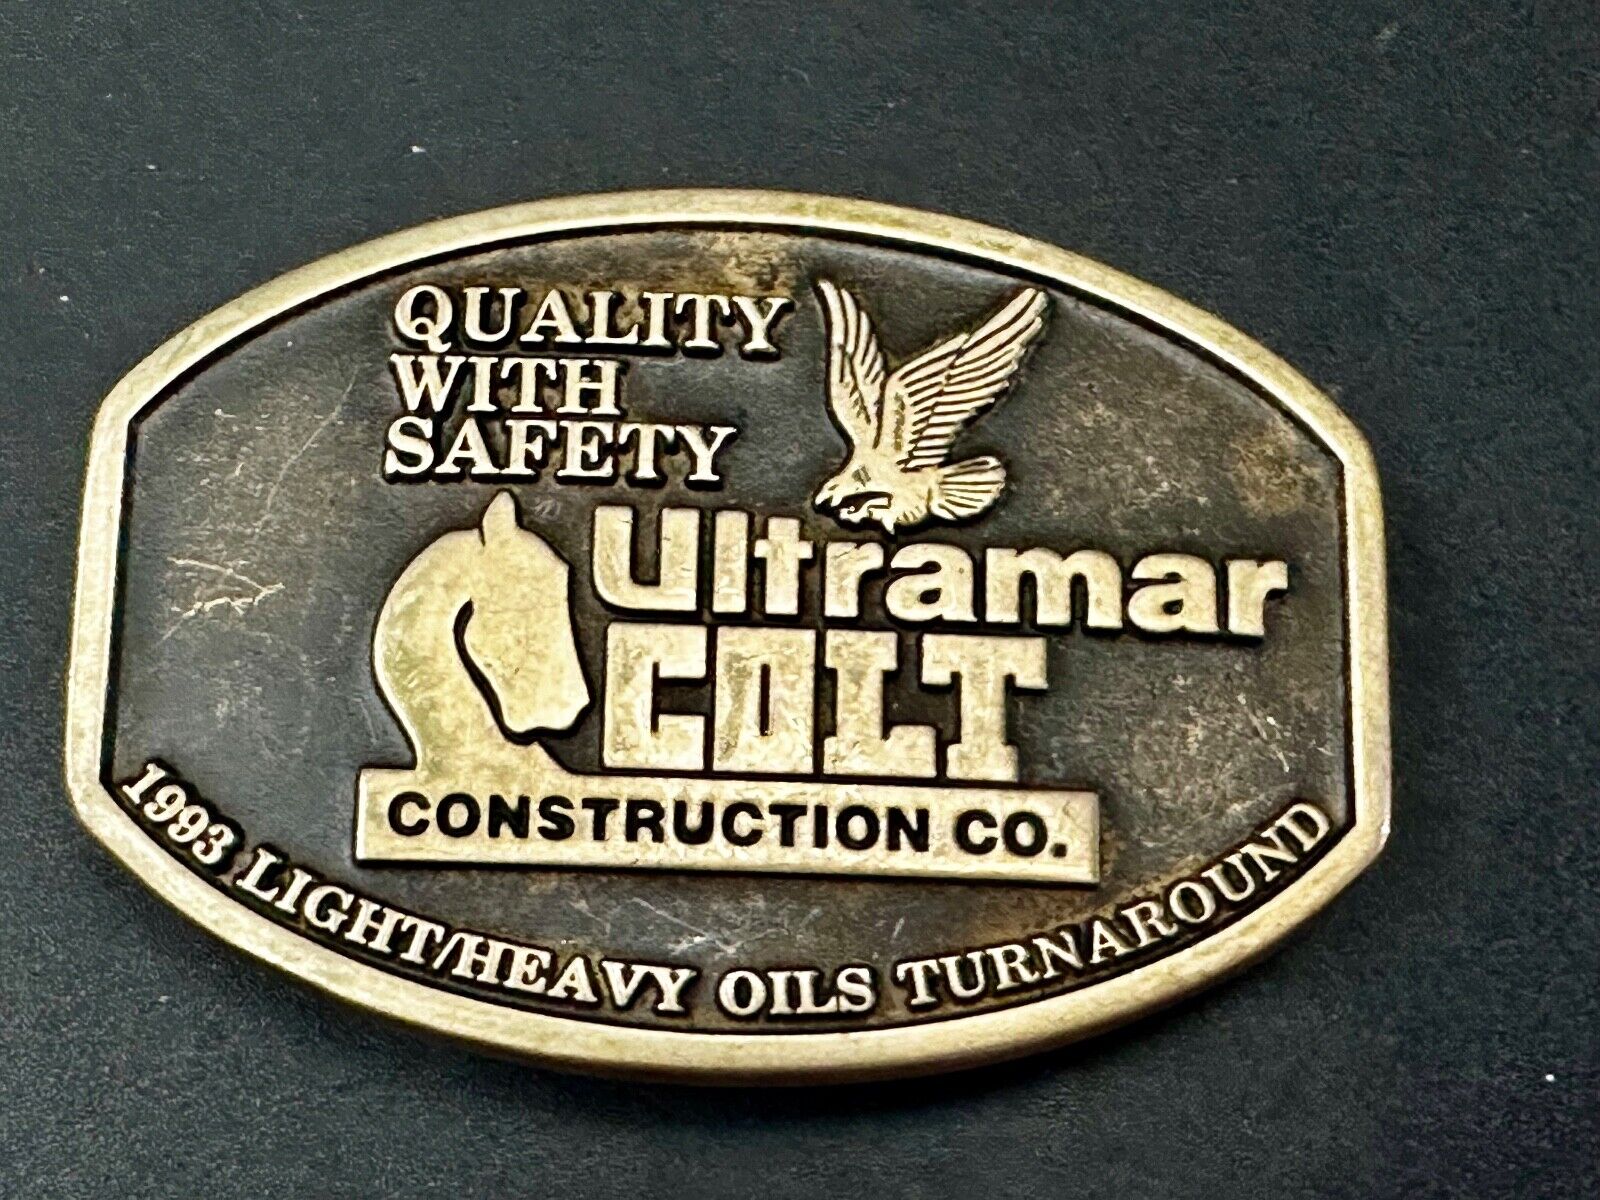 QUALITY
WITH
SAFETY
Ultramar
COLT
CONSTRUCTION CO.
1993 LIGHT/HEAVY OILS TURNAROUND